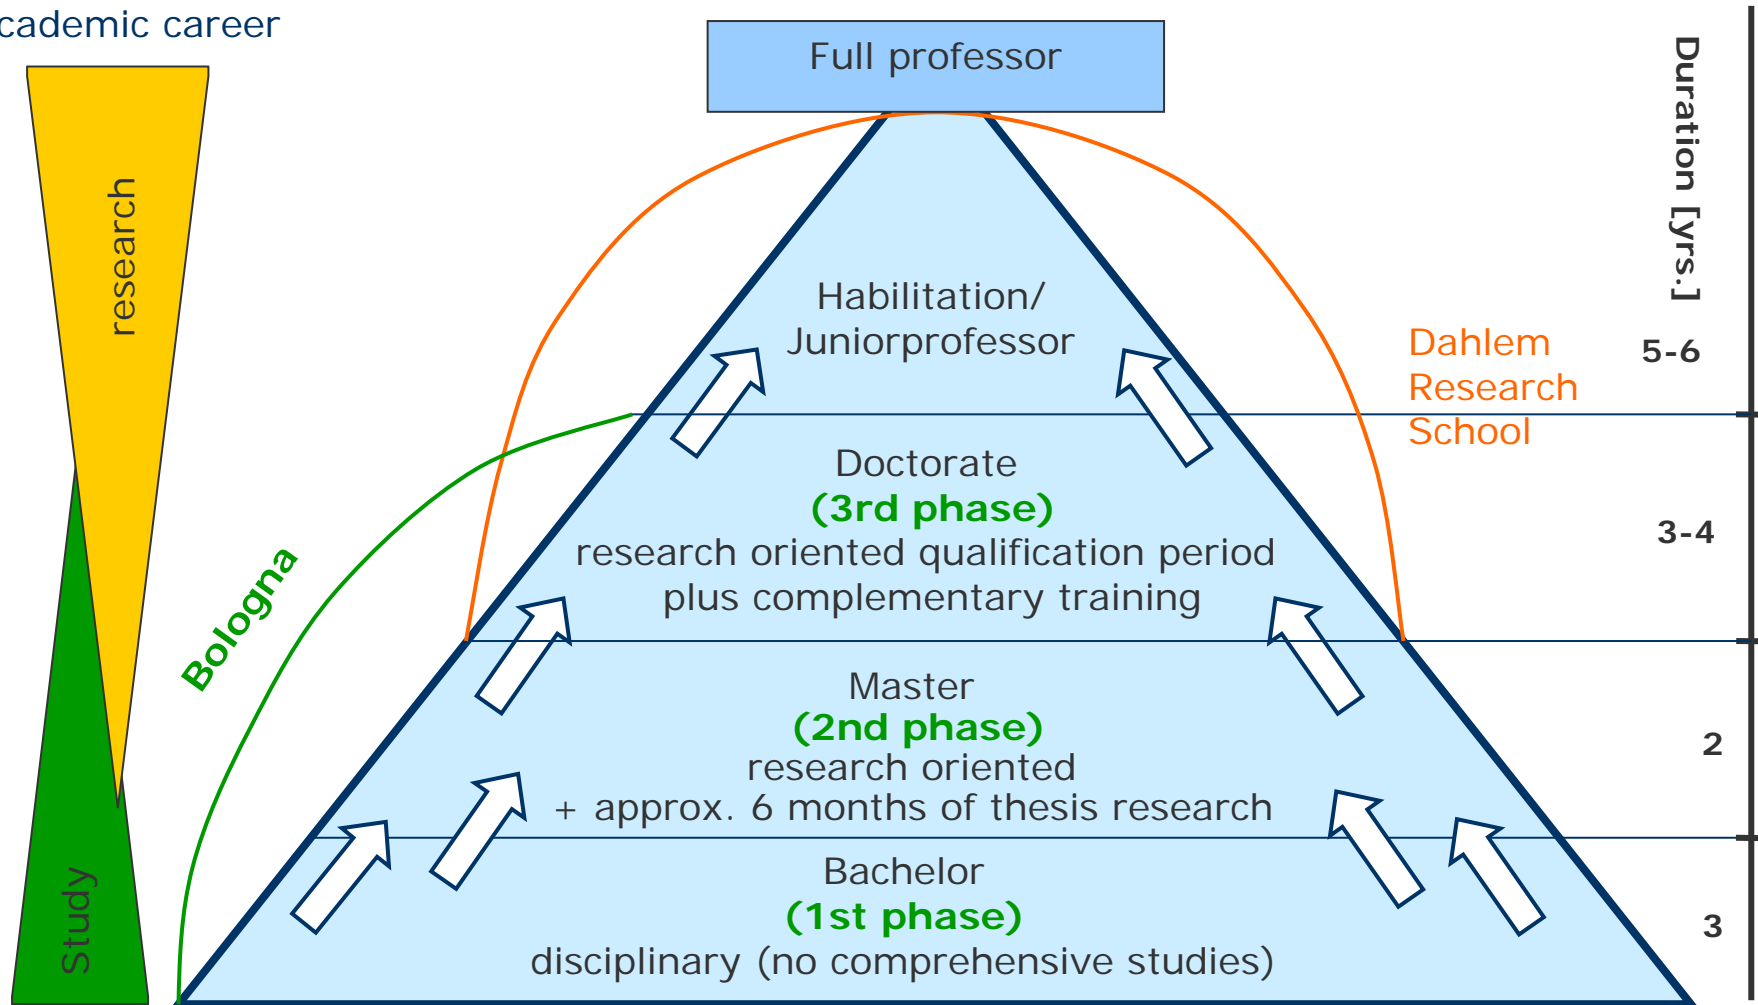 cademic career
Full professor
Duration [yrs.]
research
Habilitation/
Juniorprofessor
5-6
Dahlem
Research
School
Doctorate
(3rd phase)
research oriented qualification period
plus complementary training
3-4
Bologna
Master
(2nd phase)
research oriented
+ approx. 6 months of thesis research
2
Study
Bachelor
(1st phase)
disciplinary (no comprehensive studies)
3